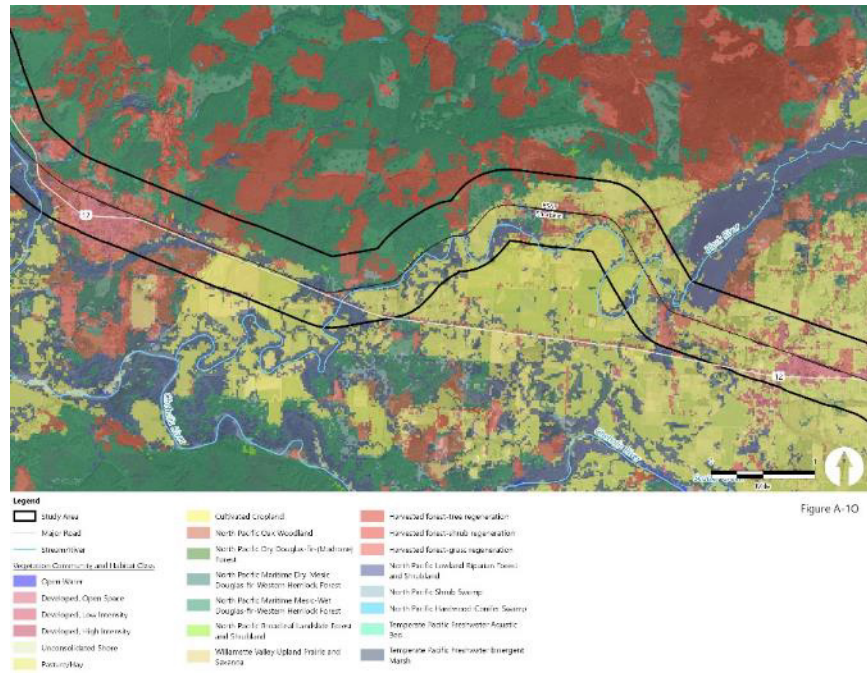 12
Black River
12
Chehalis River
1
Mile
Figure A-10
Legend
Study Area
Major Road
Stream/River
Vegetation Community and Habitat Class
Open Water
Developed, Open Space
Developed, Low Intensity
Developed, High Intensity
Unconsolidated Shore
Pasture/Hay
Cultivated Cropland
North Pacific Oak Woodland
North Pacific Dry Douglas-fir-(Madrone)
Forest
North Pacific Maritime Dry-Mesic
Douglas-fir-Western Hemlock Forest
North Pacific Maritime Mesic-Wet
Douglas-fir-Western Hemlock Forest
North Pacific Broadleaf Landslide Forest
and Shrubland
Willamette Valley Upland Prairie and
Savanna
Harvested forest-tree regeneration
Harvested forest-shrub regeneration
Harvested forest-grass regeneration
North Pacific Lowland Riparian Forest
and Shrubland
North Pacific Shrub Swamp
North Pacific Hardwood-Conifer Swamp
Temperate Pacific Freshwater Aquatic
Bed
Temperate Pacific Freshwater Emergent
Marsh